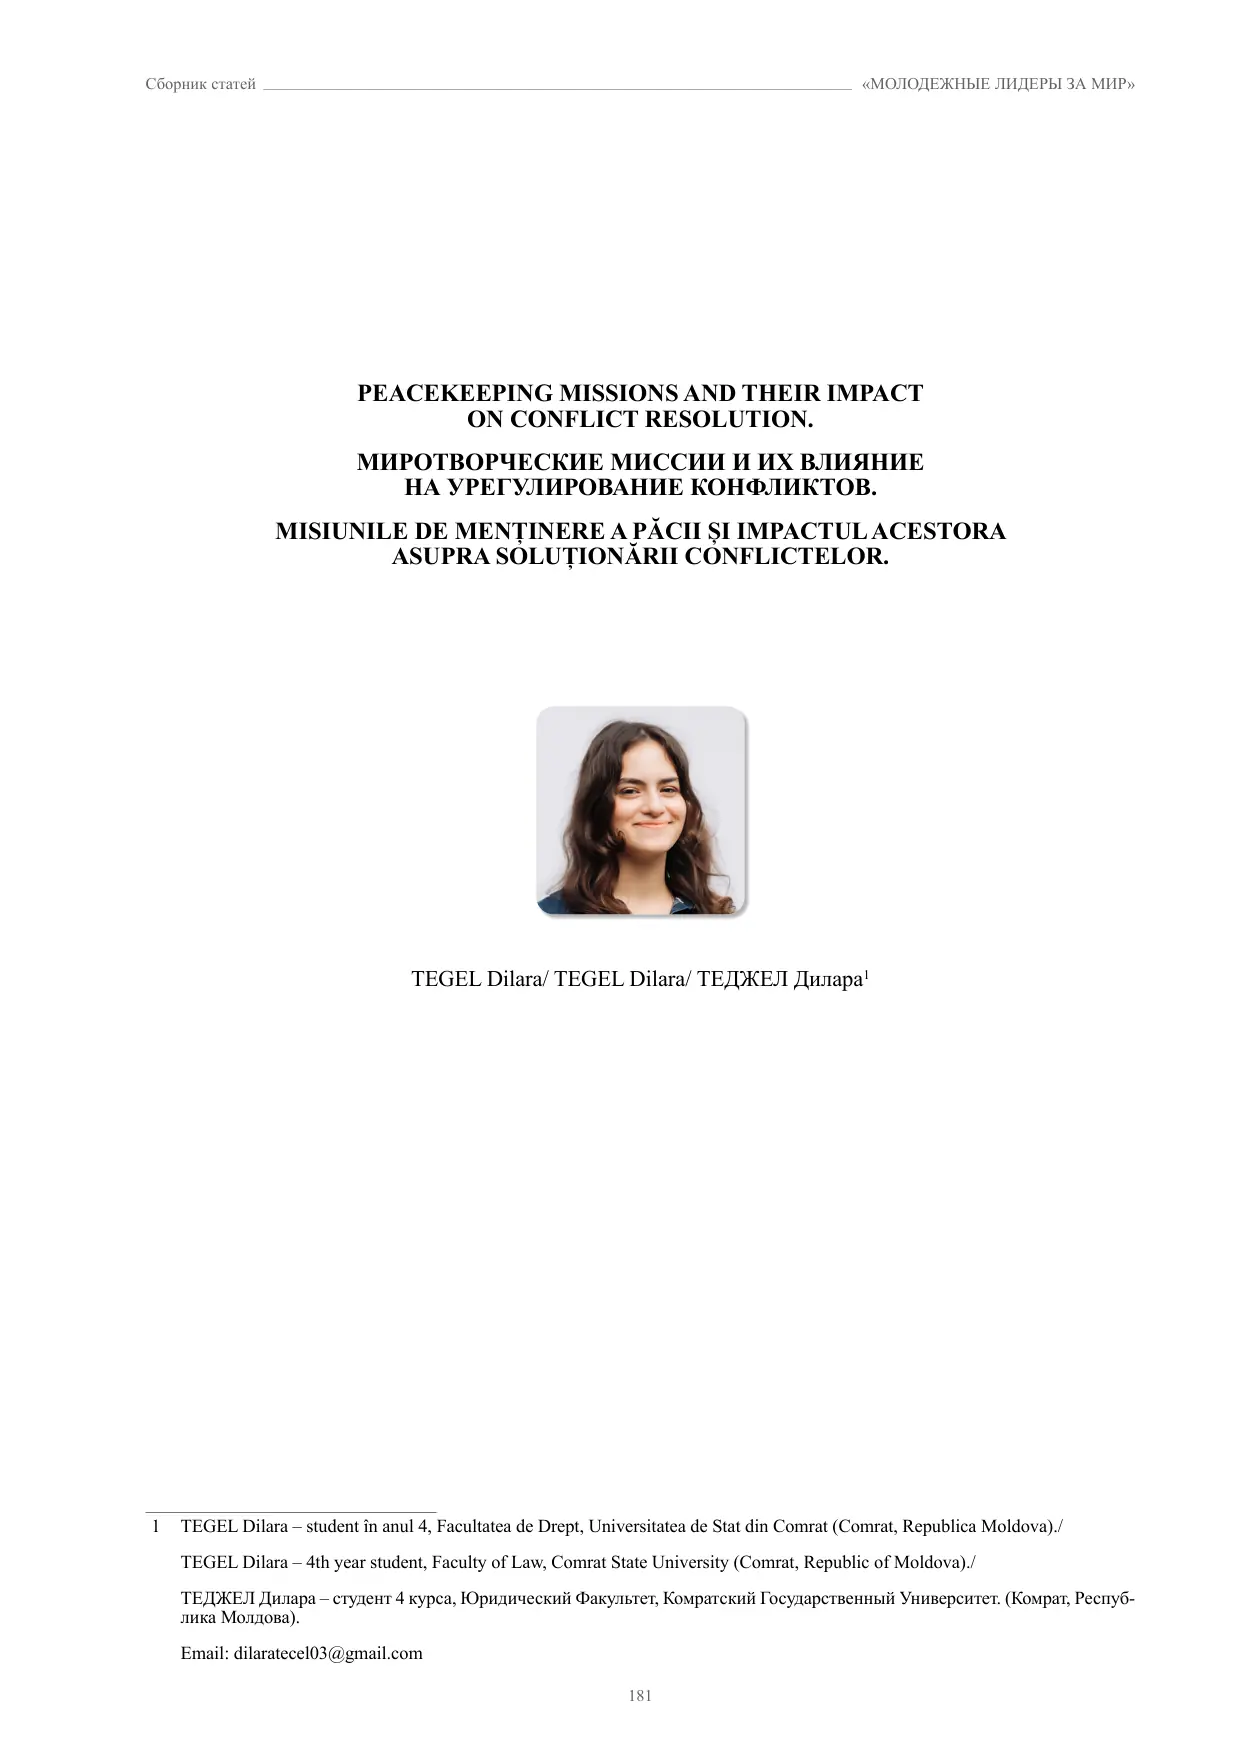 Сборник статей «МОЛОДЕЖНЫЕ ЛИДЕРЫ ЗА МИР»
PEACEKEEPING MISSIONS AND THEIR IMPACT
ON CONFLICT RESOLUTION.
МИРОТВОРЧЕСКИЕ МИССИИ И ИХ ВЛИЯНИЕ
НА УРЕГУЛИРОВАНИЕ КОНФЛИКТОВ.
MISIUNILE DE MENȚINERE A PĂCII ȘI IMPACTUL ACESTORA
ASUPRA SOLUȚIONĂRII CONFLICTELOR.
TEGEL Dilara/ TEGEL Dilara/ ТЕДЖЕЛ Дилара1
1 TEGEL Dilara – student în anul 4, Facultatea de Drept, Universitatea de Stat din Comrat (Comrat, Republica Moldova)./
TEGEL Dilara – 4th year student, Faculty of Law, Comrat State University (Comrat, Republic of Moldova)./
ТЕДЖЕЛ Дилара – студент 4 курса, Юридический Факультет, Комратский Государственный Университет. (Комрат, Респуб-
лика Молдова).
Email: dilaratecel03@gmail.com
181